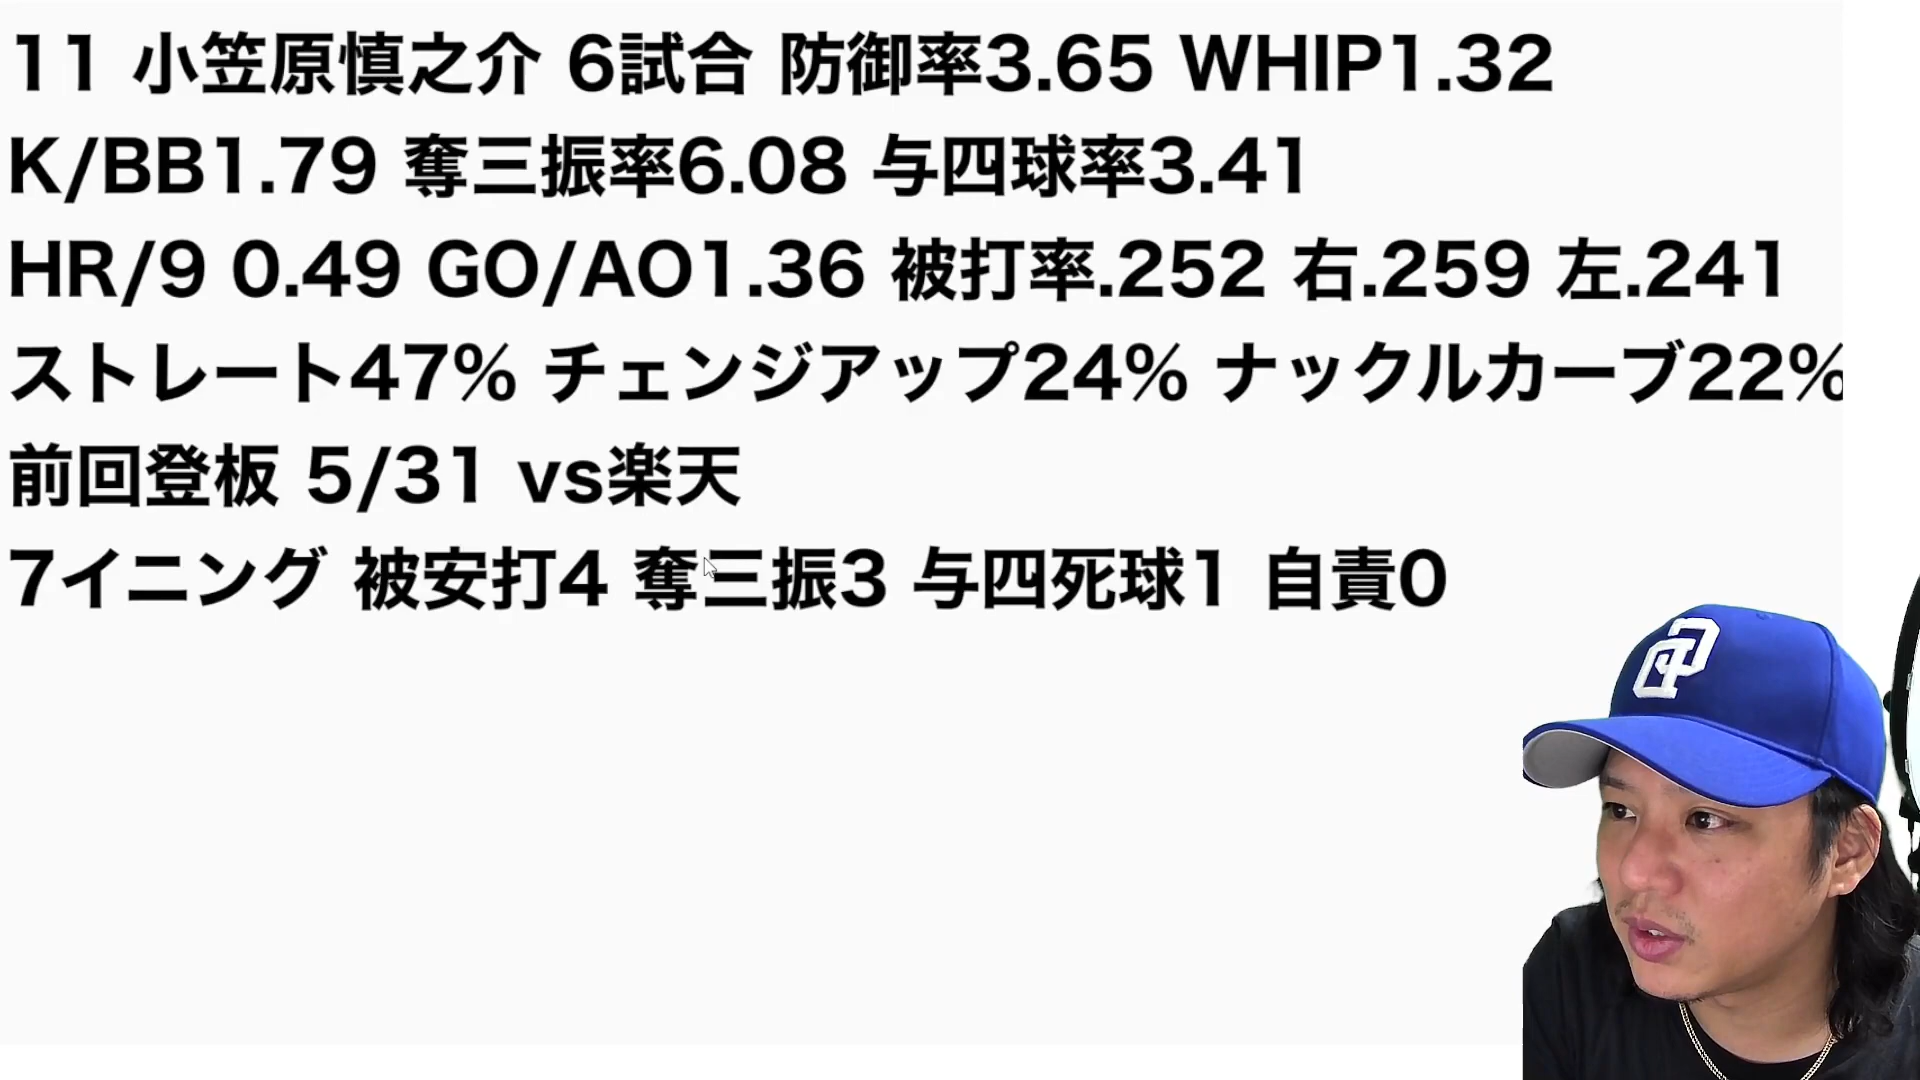 11 小笠原慎之介 6試合 防御率3.65 WHIP1.32
K/BB1.79 奪三振率6.08 与四球率3.41
HR/9 0.49 GO/AO1.36 被打率.252 右.259 左.241
ストレート47% チェンジアップ24% ナックルカーブ22%
前回登板 5/31 vs楽天
7イニング 被安打4 奪三振3 与四死球1 自責0